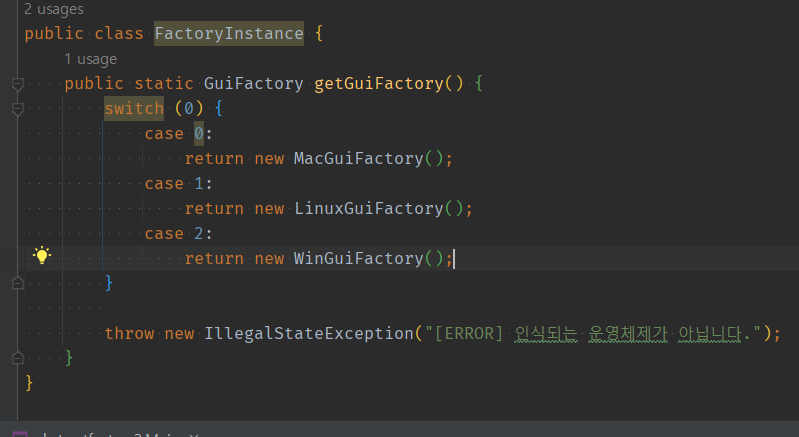 2 usages
public class FactoryInstance {
1 usage
public static GuiFactory getGuiFactory() {
switch (0) {
case 0:
return new MacGuiFactory();
case 1:
return new LinuxGuiFactory();
case 2:
return new WinGuiFactory();
}
throw new IllegalStateException("[ERROR] 인식되는 운영체제가 아닙니다.");
}
}